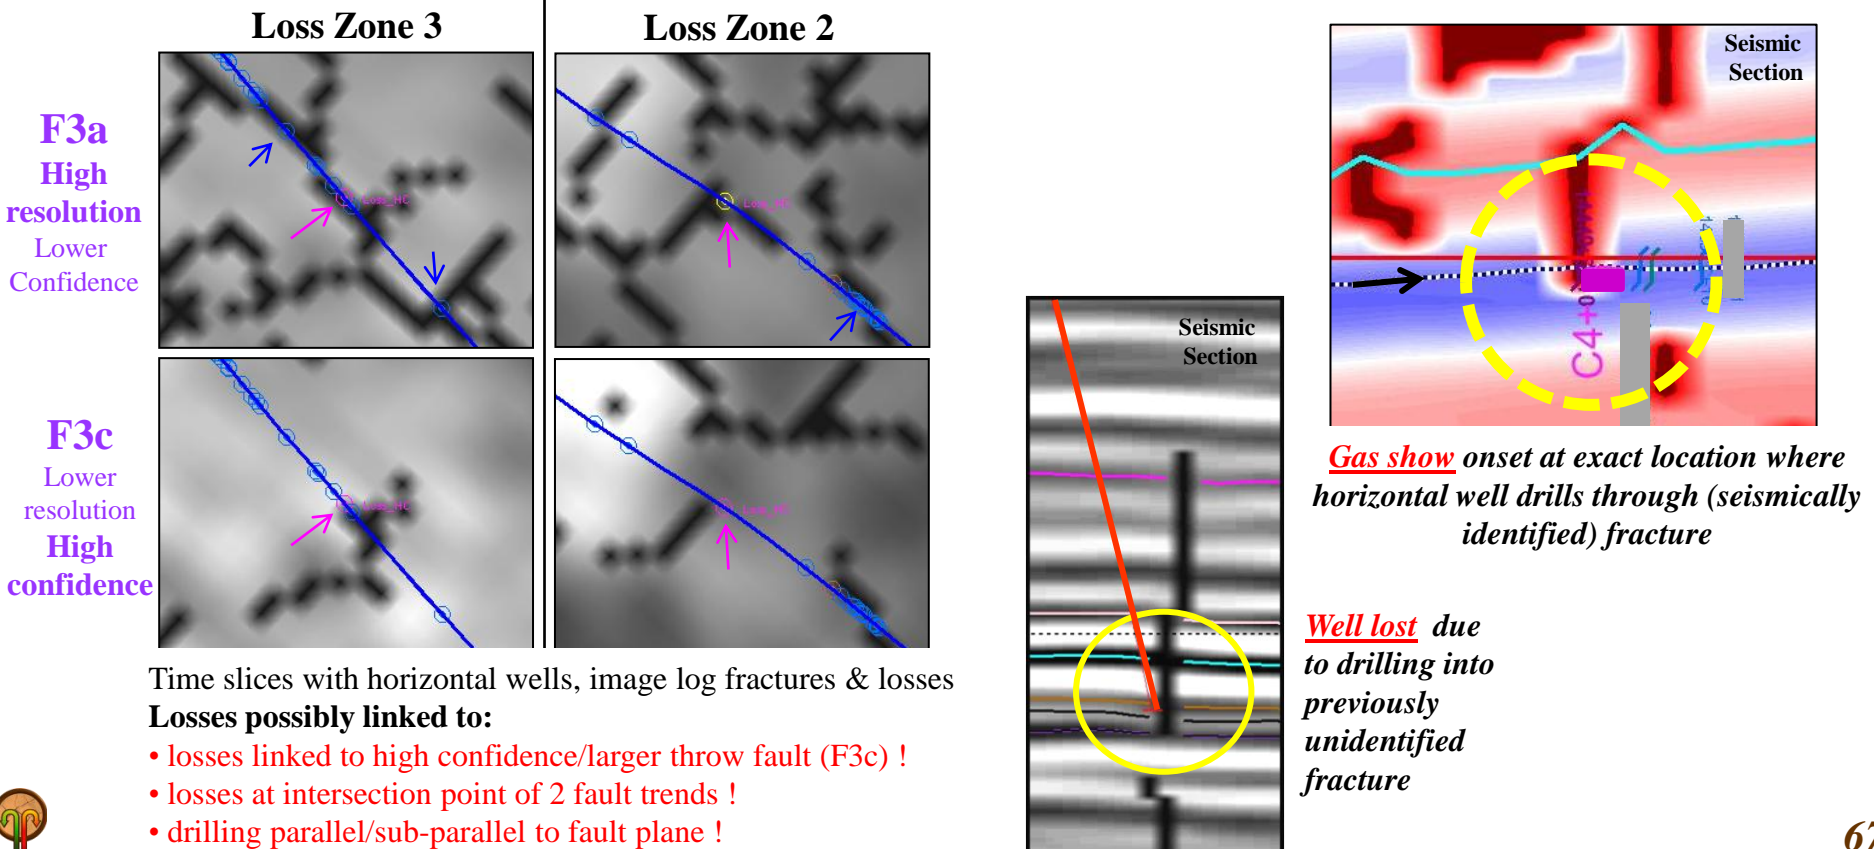 Loss Zone 3
Loss Zone 2
F3a
High
resolution
Lower
Confidence
Loss_HC
F3c
Lower
resolution
High
confidence
Loss_HC
Time slices with horizontal wells, image log fractures & losses
Losses possibly linked to:
• losses linked to high confidence/larger throw fault (F3c) !
• losses at intersection point of 2 fault trends !
• drilling parallel/sub-parallel to fault plane !
Seismic
Section
Seismic
Section
C4+
Gas show onset at exact location where
horizontal well drills through (seismically
identified) fracture
Well lost due
to drilling into
previously
unidentified
fracture